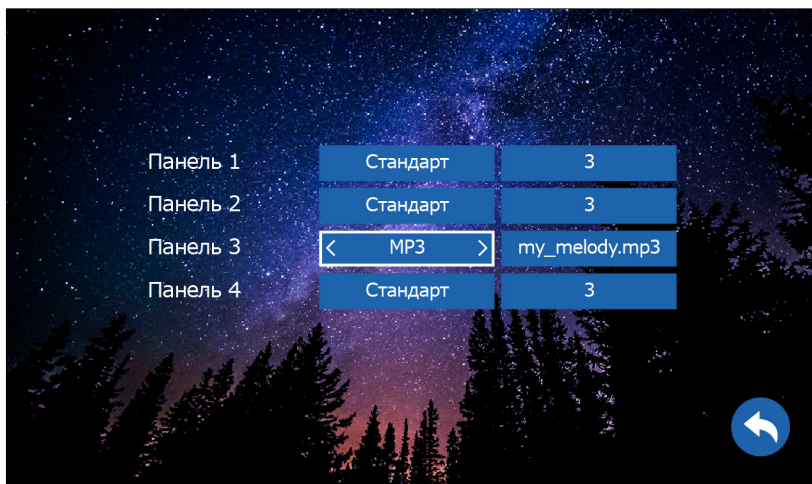 Панель 1 Стандарт 3
Панель 2 Стандарт 3
Панель 3 MP3 my_melody.mp3
Панель 4 Стандарт 3